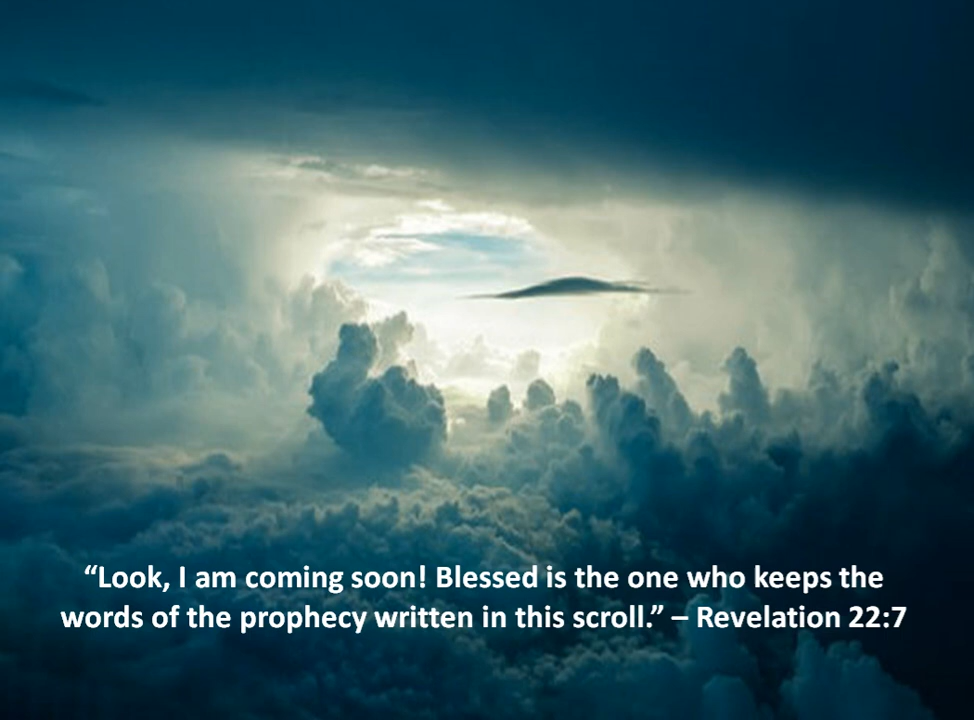 “Look, I am coming soon! Blessed is the one who keeps the
words of the prophecy written in this scroll.” – Revelation 22:7